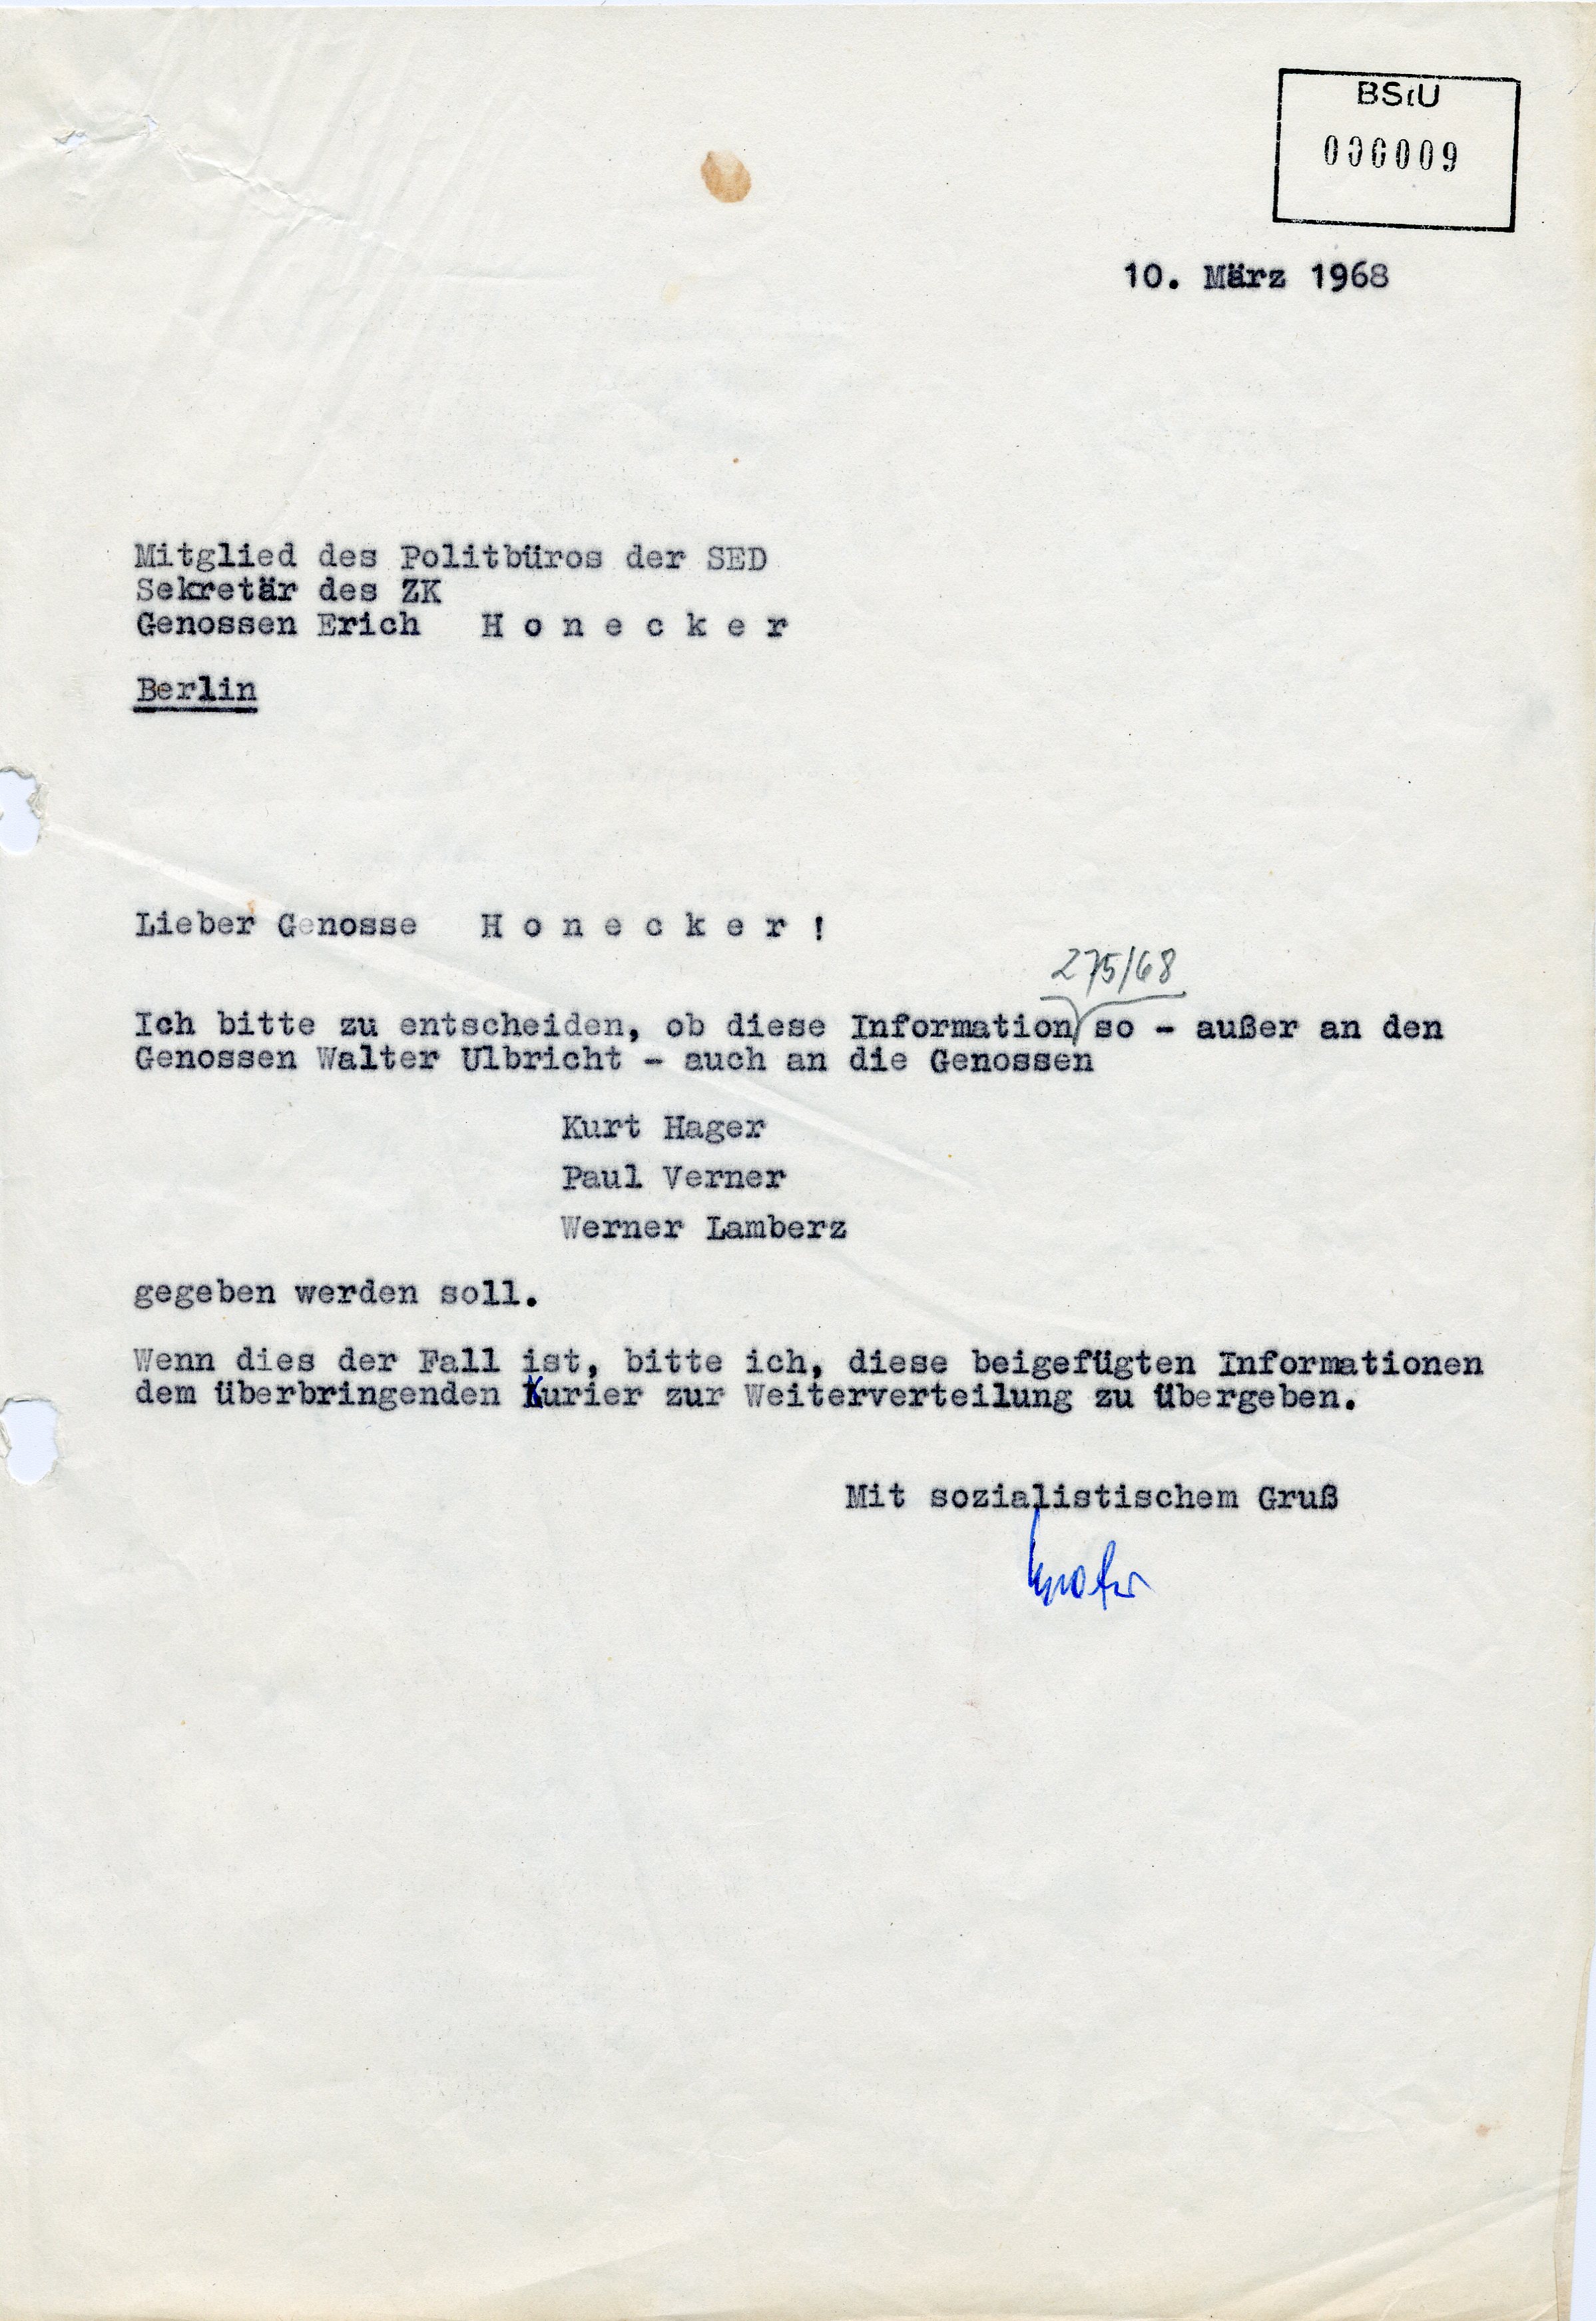 BStU
000009
10. März 1968
Mitglied des Politbüros der SED
Sekretär des ZK
Genossen Erich H o n e c k e r
Berlin
Lieber Genosse H o n e c k e r !
275/68
Ich bitte zu entscheiden, ob diese Information so - außer an den
Genossen Walter Ulbricht - auch an die Genossen
Kurt Hager
Paul Verner
Werner Lamberz
gegeben werden soll.
Wenn dies der Fall ist, bitte ich, diese beigefügten Informationen
dem überbringenden Kurier zur Weiterverteilung zu übergeben.
Mit sozialistischem Gruß